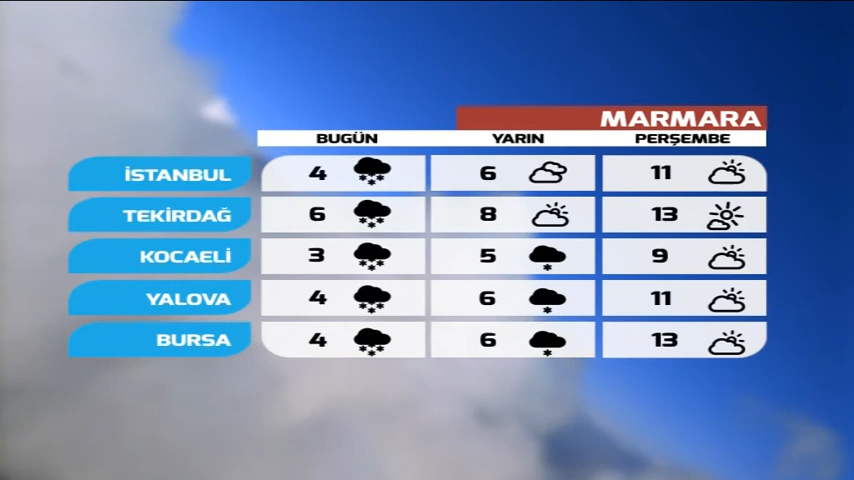 MARMARA
BUGÜN YARIN PERŞEMBE
İSTANBUL 4 6 11
TEKİRDAĞ 6 8 13
KOCAELİ 3 5 9
YALOVA 4 6 11
BURSA 4 6 13